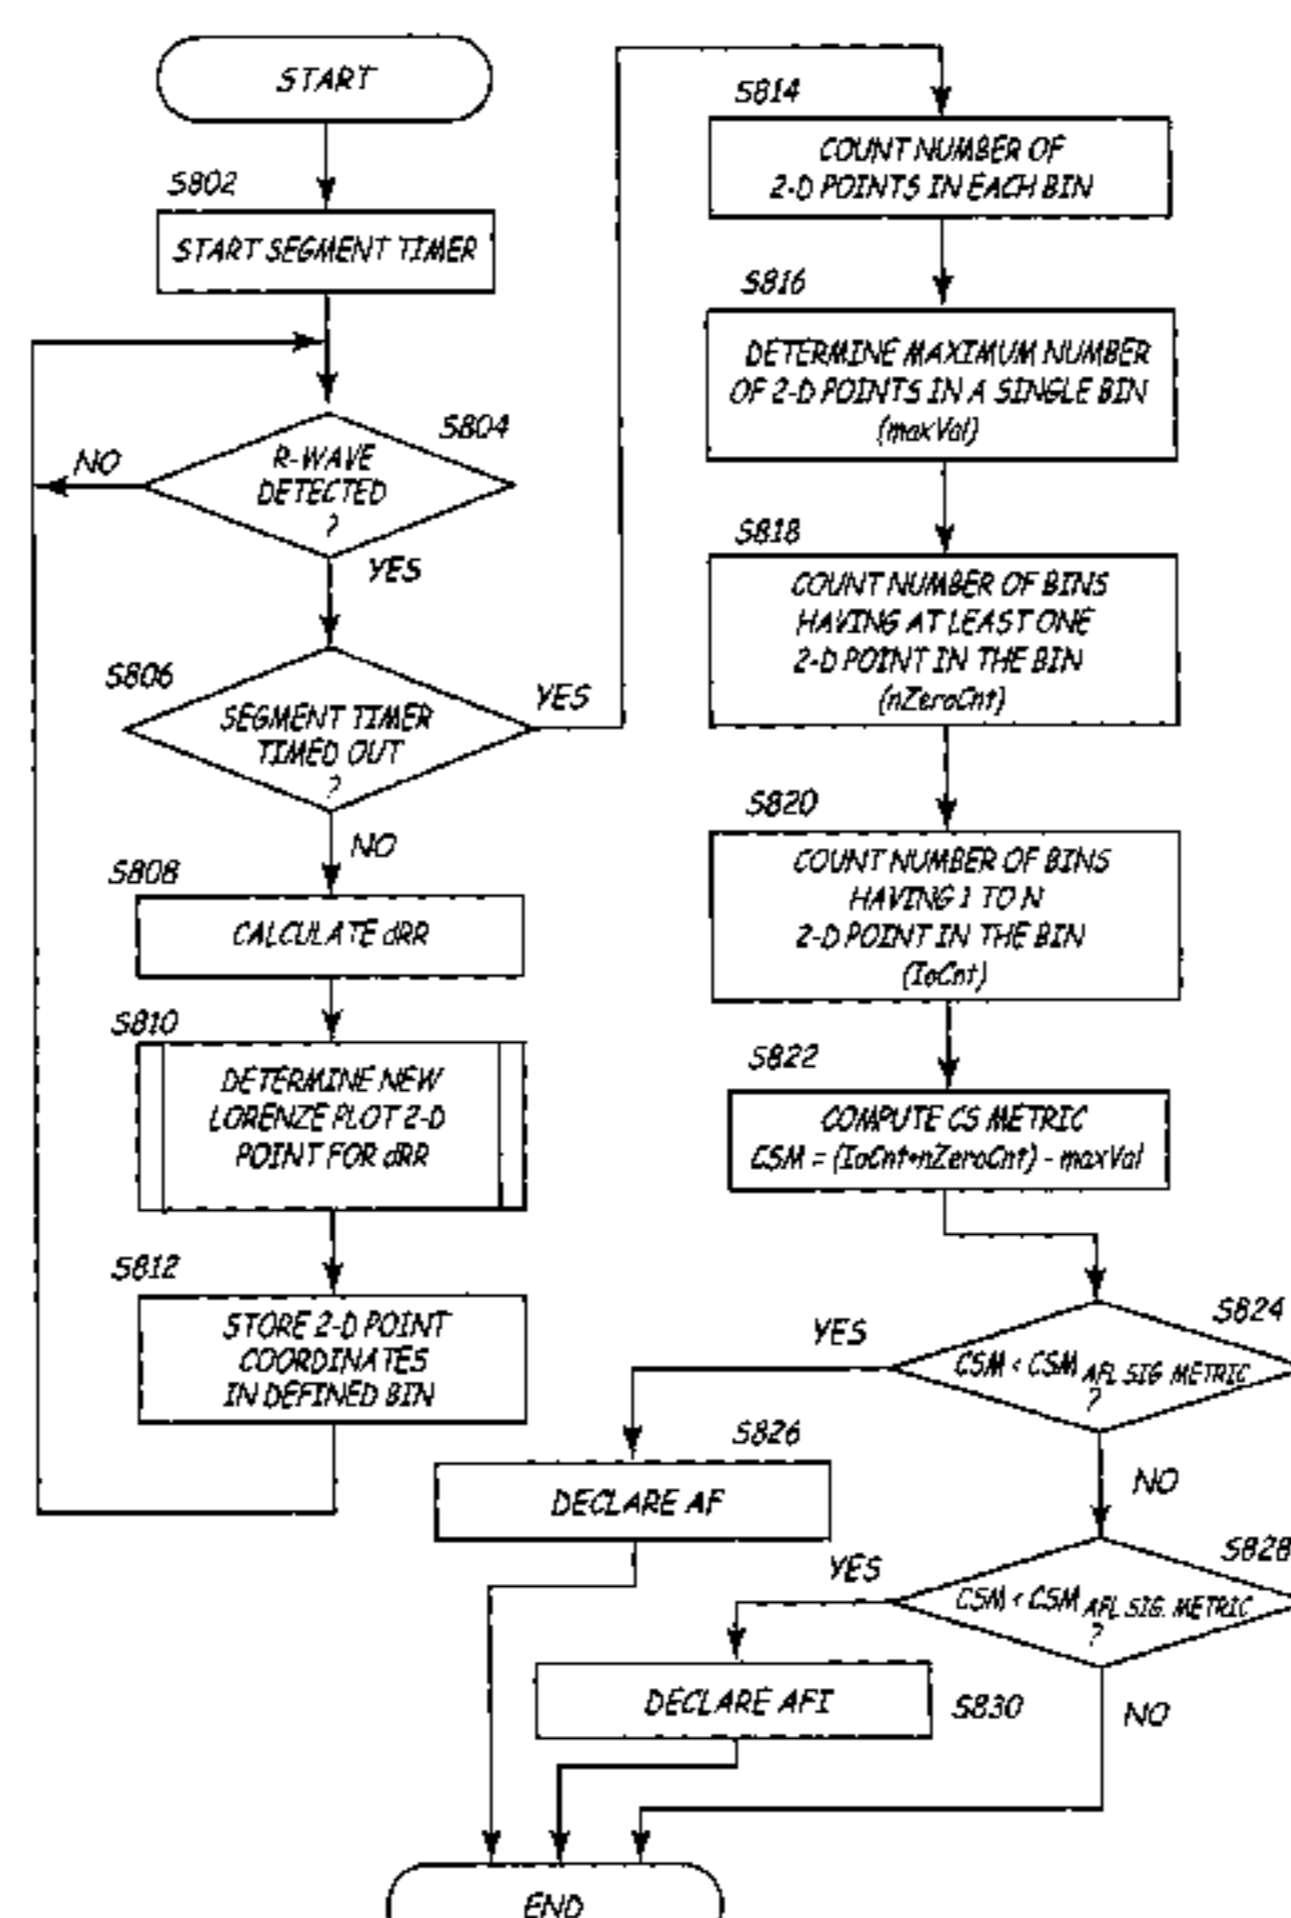 START
S802
START SEGMENT TIMER
S804
R-WAVE
DETECTED
?
NO
YES
S806
SEGMENT TIMER
TIMED OUT
?
YES
NO
S808
CALCULATE dRR
S810
DETERMINE NEW
LORENZE PLOT 2-D
POINT FOR dRR
S812
STORE 2-D POINT
COORDINATES
IN DEFINED BIN
S814
COUNT NUMBER OF
2-D POINTS IN EACH BIN
S816
DETERMINE MAXIMUM NUMBER
OF 2-D POINTS IN A SINGLE BIN
(maxVal)
S818
COUNT NUMBER OF BINS
HAVING AT LEAST ONE
2-D POINT IN THE BIN
(nZeroCnt)
S820
COUNT NUMBER OF BINS
HAVING 1 TO N
2-D POINT IN THE BIN
(IoCnt)
S822
COMPUTE CS METRIC
CSM = (IoCnt+nZeroCnt) - maxVal
S824
CSM < CSM AFL SIG METRIC
?
YES
NO
S826
DECLARE AF
S828
CSM < CSM AFL SIG. METRIC
?
YES
NO
DECLARE AFI
S830
END